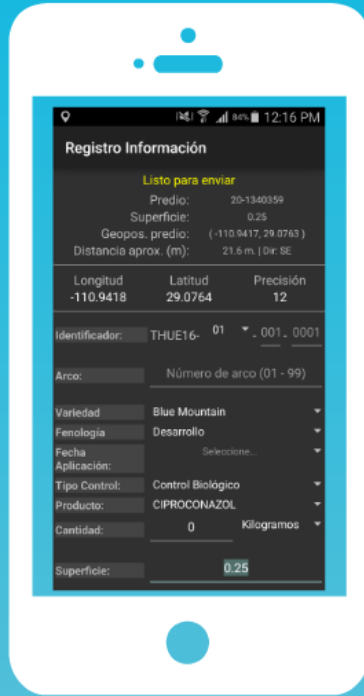 84% 12:16 PM
Registro Información
Listo para enviar
Predio: 20-1340359
Superficie: 0.25
Geopos. predio: (-110.9417, 29.0763)
Distancia aprox. (m): 21.6 m. | Dir: SE
Longitud Latitud Precisión
-110.9418 29.0764 12
Identificador: THUE16- 01 - 001 - 0001
Arco: Número de arco (01 - 99)
Variedad Blue Mountain
Fenología Desarrollo
Fecha Aplicación: Seleccione...
Tipo Control: Control Biológico
Producto: CIPROCONAZOL
Cantidad: 0 Kilogramos
Superficie: 0.25